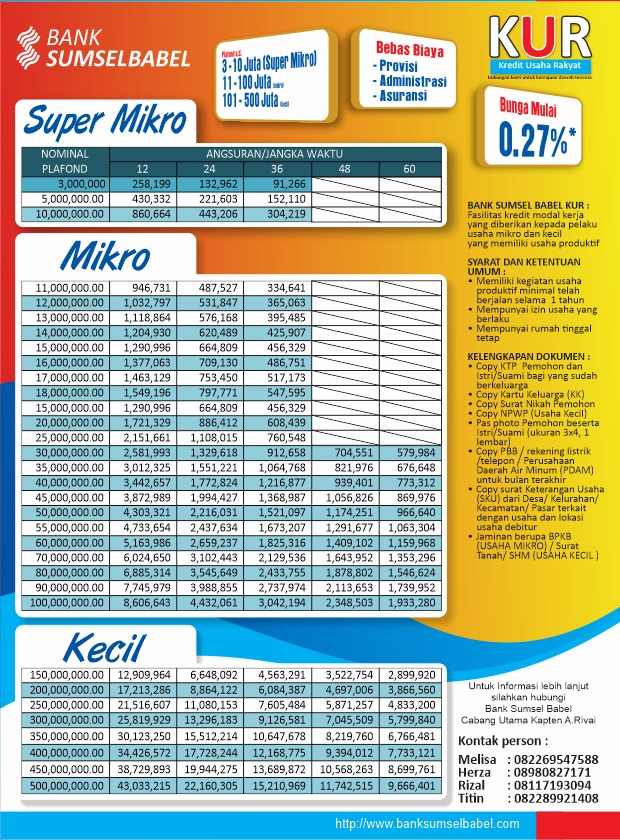 BANK
SUMSELBABEL
Plafond s.d.
3 - 10 Juta (Super Mikro)
11 - 100 Juta (mikro)
101 - 500 Juta (kecil)
Bebas Biaya
- Provisi
- Administrasi
- Asuransi
KUR
Kredit Usaha Rakyat
Dukungan kami untuk kemajuan daerah tercinta
Bunga Mulai
0.27%*
Super Mikro
NOMINAL PLAFOND ANGSURAN/JANGKA WAKTU
12 24 36 48 60
3,000,000 258,199 132,962 91,266
5,000,000.00 430,332 221,603 152,110
10,000,000.00 860,664 443,206 304,219
Mikro
11,000,000.00 946,731 487,527 334,641
12,000,000.00 1,032,797 531,847 365,063
13,000,000.00 1,118,864 576,168 395,485
14,000,000.00 1,204,930 620,489 425,907
15,000,000.00 1,290,996 664,809 456,329
16,000,000.00 1,377,063 709,130 486,751
17,000,000.00 1,463,129 753,450 517,173
18,000,000.00 1,549,196 797,771 547,595
15,000,000.00 1,290,996 664,809 456,329
20,000,000.00 1,721,329 886,412 608,439
25,000,000.00 2,151,661 1,108,015 760,548
30,000,000.00 2,581,993 1,329,618 912,658 704,551 579,984
35,000,000.00 3,012,325 1,551,221 1,064,768 821,976 676,648
40,000,000.00 3,442,657 1,772,824 1,216,877 939,401 773,312
45,000,000.00 3,872,989 1,994,427 1,368,987 1,056,826 869,976
50,000,000.00 4,303,321 2,216,031 1,521,097 1,174,251 966,640
55,000,000.00 4,733,654 2,437,634 1,673,207 1,291,677 1,063,304
60,000,000.00 5,163,986 2,659,237 1,825,316 1,409,102 1,159,968
70,000,000.00 6,024,650 3,102,443 2,129,536 1,643,952 1,353,296
80,000,000.00 6,885,314 3,545,649 2,433,755 1,878,802 1,546,624
90,000,000.00 7,745,979 3,988,855 2,737,974 2,113,653 1,739,952
100,000,000.00 8,606,643 4,432,061 3,042,194 2,348,503 1,933,280
Kecil
150,000,000.00 12,909,964 6,648,092 4,563,291 3,522,754 2,899,920
200,000,000.00 17,213,286 8,864,122 6,084,387 4,697,006 3,866,560
250,000,000.00 21,516,607 11,080,153 7,605,484 5,871,257 4,833,200
300,000,000.00 25,819,929 13,296,183 9,126,581 7,045,509 5,799,840
350,000,000.00 30,123,250 15,512,214 10,647,678 8,219,760 6,766,481
400,000,000.00 34,426,572 17,728,244 12,168,775 9,394,012 7,733,121
450,000,000.00 38,729,893 19,944,275 13,689,872 10,568,263 8,699,761
500,000,000.00 43,033,215 22,160,305 15,210,969 11,742,515 9,666,401
BANK SUMSEL BABEL KUR :
Fasilitas kredit modal kerja
yang diberikan kepada pelaku
usaha mikro dan kecil
yang memiliki usaha produktif
SYARAT DAN KETENTUAN
UMUM :
• Memiliki kegiatan usaha
produktif minimal telah
berjalan selama 1 tahun
• Mempunyai izin usaha yang
berlaku
• Mempunyai rumah tinggal
tetap
KELENGKAPAN DOKUMEN :
• Copy KTP Pemohon dan
Istri/Suami bagi yang sudah
berkeluarga
• Copy Kartu Keluarga (KK)
• Copy Surat Nikah Pemohon
• Copy NPWP (Usaha Kecil)
• Pas photo Pemohon beserta
Istri/Suami (ukuran 3x4, 1
lembar)
• Copy PBB / rekening listrik
/telepon / Perusahaan
Daerah Air Minum (PDAM)
untuk bulan terakhir
• Copy surat Keterangan Usaha
(SKU) dari Desa/ Kelurahan/
Kecamatan/ Pasar terkait
dengan usaha dan lokasi
usaha debitur
• Jaminan berupa BPKB
(USAHA MIKRO) / Surat
Tanah/ SHM (USAHA KECIL )
Untuk Informasi lebih lanjut
silahkan hubungi
Bank Sumsel Babel
Cabang Utama Kapten A.Rivai
Kontak person :
Melisa : 082269547588
Herza : 08980827171
Rizal : 08117193094
Titin : 082289921408
http://www.banksumselbabel.com